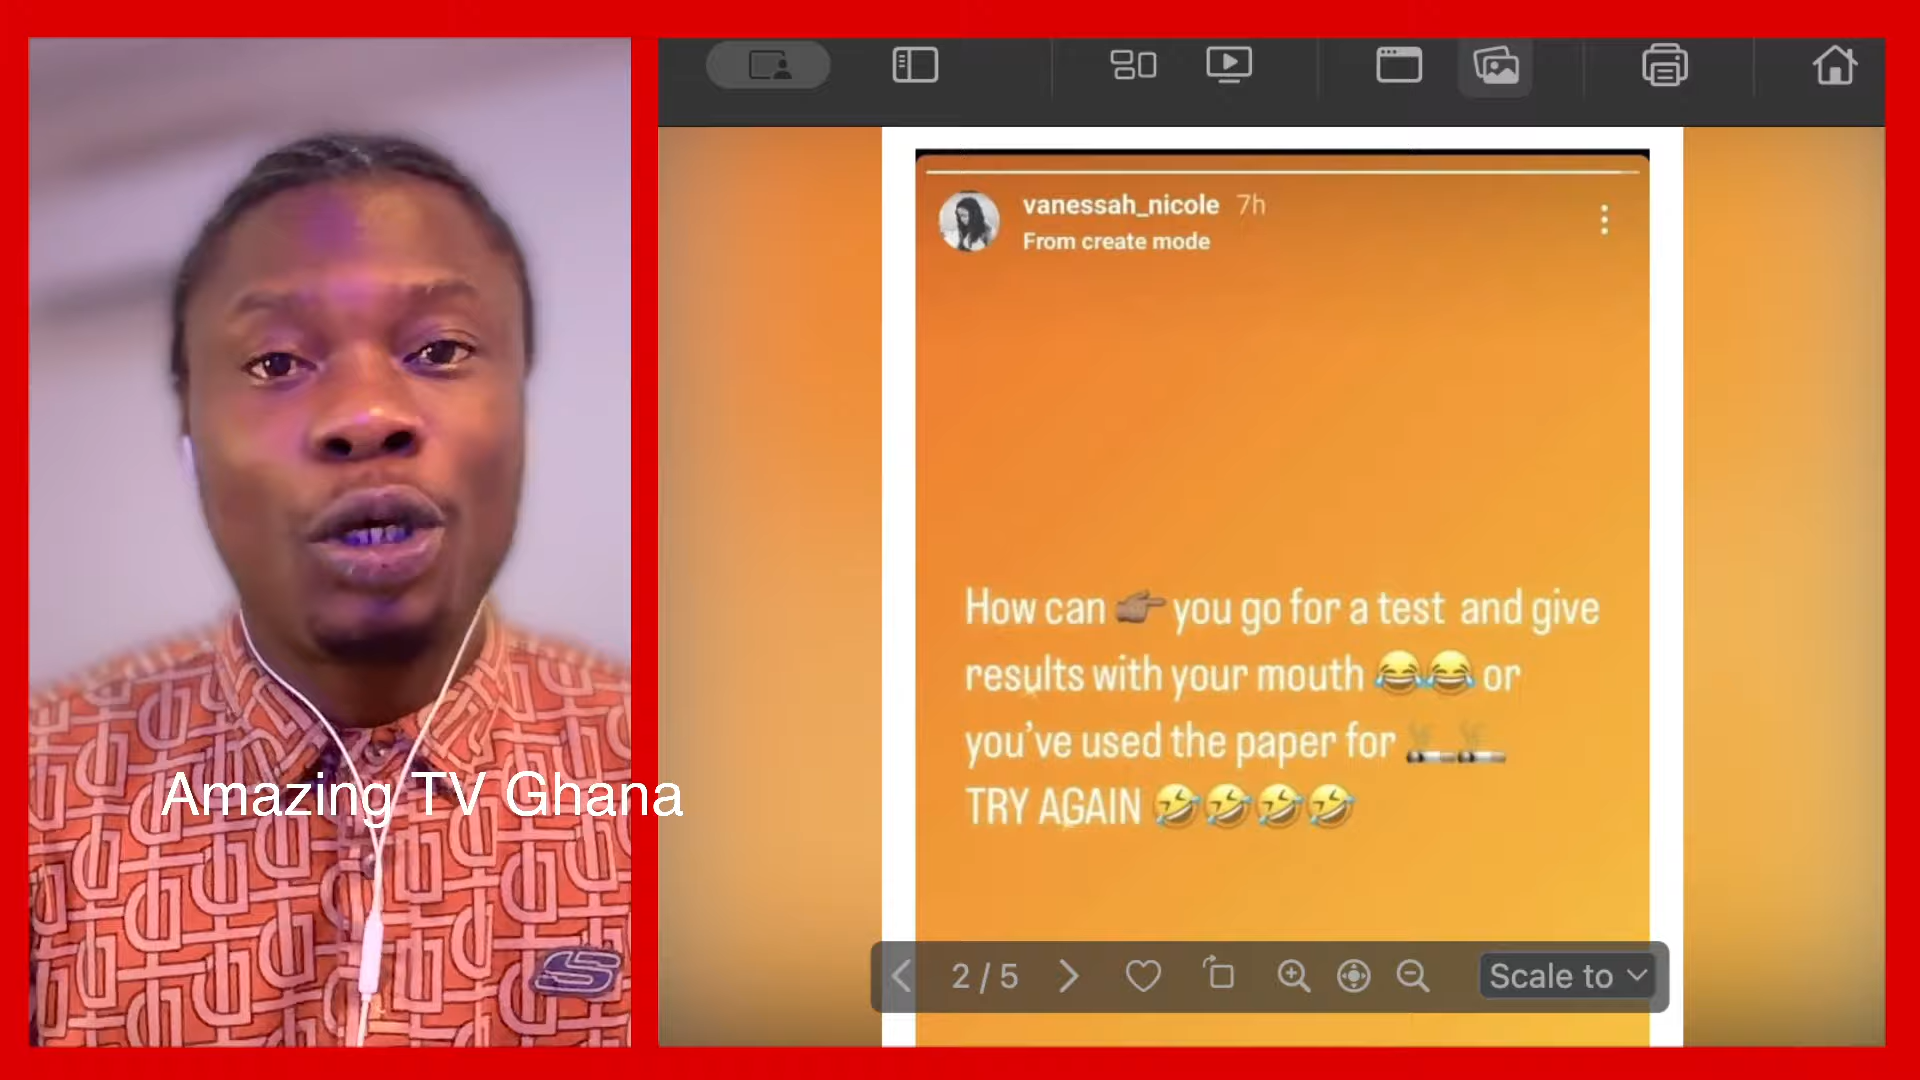 vanessah_nicole 7h
From create mode
How can 👉🏾 you go for a test and give
results with your mouth 😂😂 or
you've used the paper for 🚬🚬
TRY AGAIN 🤣🤣🤣🤣
Amazing TV Ghana
2 / 5
Scale to